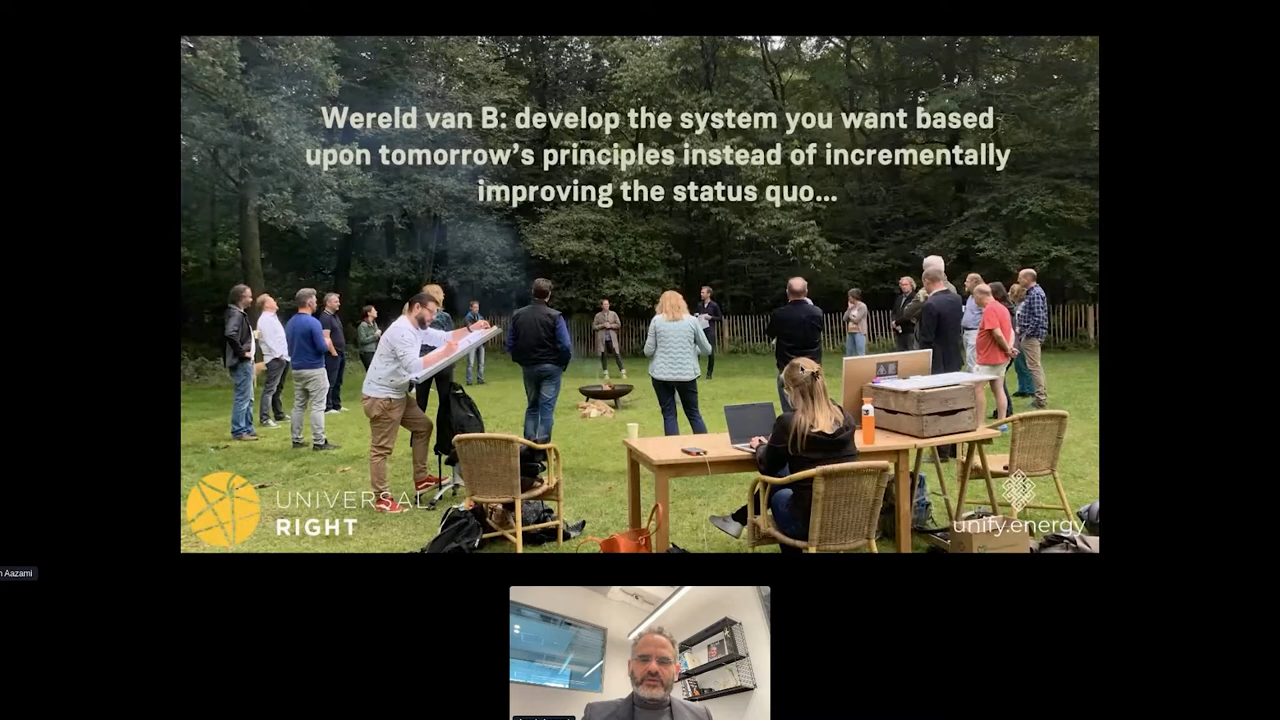 Wereld van B: develop the system you want based
upon tomorrow's principles instead of incrementally
improving the status quo...
UNIVERSAL
RIGHT
unify.energy
Aazami